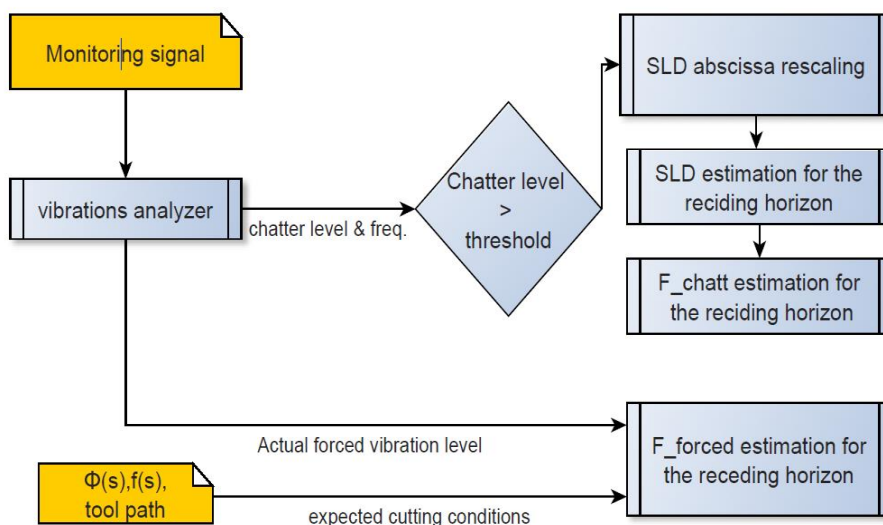 Monitoring signal
vibrations analyzer
chatter level & freq.
Chatter level
>
threshold
SLD abscissa rescaling
SLD estimation for the
reciding horizon
F_chatt estimation for
the reciding horizon
Actual forced vibration level
F_forced estimation for
the receding horizon
Φ(s),f(s),
tool path
expected cutting conditions